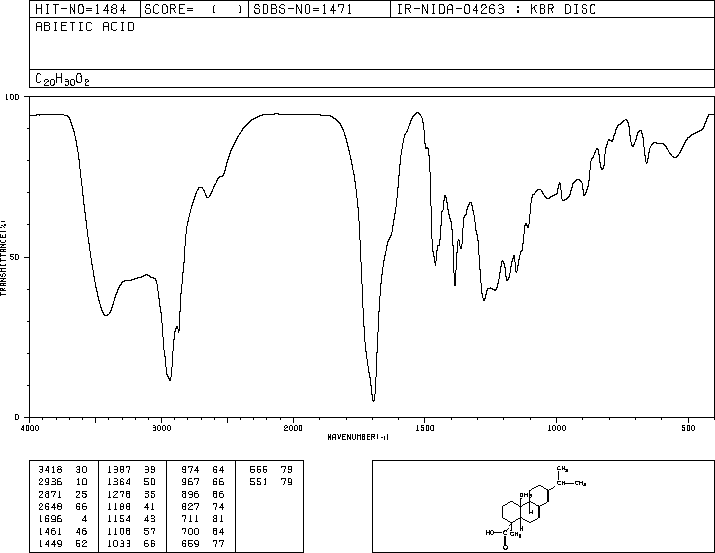 HIT-NO=1484 SCORE= ( ) SDBS-NO=1471 IR-NIDA-04263 : KBR DISC
ABIETIC ACID
C20H30O2
100
50
0
TRANSMITTANCE(%)
4000 3000 2000 1500 1000 500
WAVENUMBER(-1)
3418 30 1387 39 974 64 666 79
2936 10 1364 50 967 66 551 79
2871 25 1278 35 896 66
2648 66 1188 41 827 74
1696 4 1154 43 711 81
1461 46 1108 57 700 84
1449 52 1033 66 659 77
CH3
CH—CH3
CH3
H
H
HO—C CH3
O